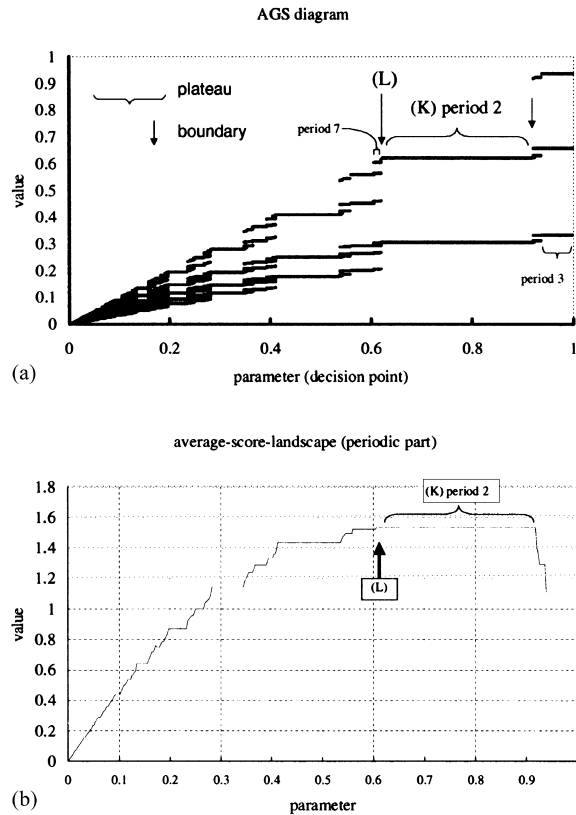 AGS diagram
1
0.9
0.8
0.7
0.6
0.5
0.4
0.3
0.2
0.1
0
value
plateau
boundary
(L)
(K) period 2
period 7
period 3
0
0.2
0.4
0.6
0.8
1
(a)
parameter (decision point)
average-score-landscape (periodic part)
1.8
1.6
1.4
1.2
1
0.8
0.6
0.4
0.2
0
value
(K) period 2
(L)
0
0.1
0.2
0.3
0.4
0.5
0.6
0.7
0.8
0.9
(b)
parameter